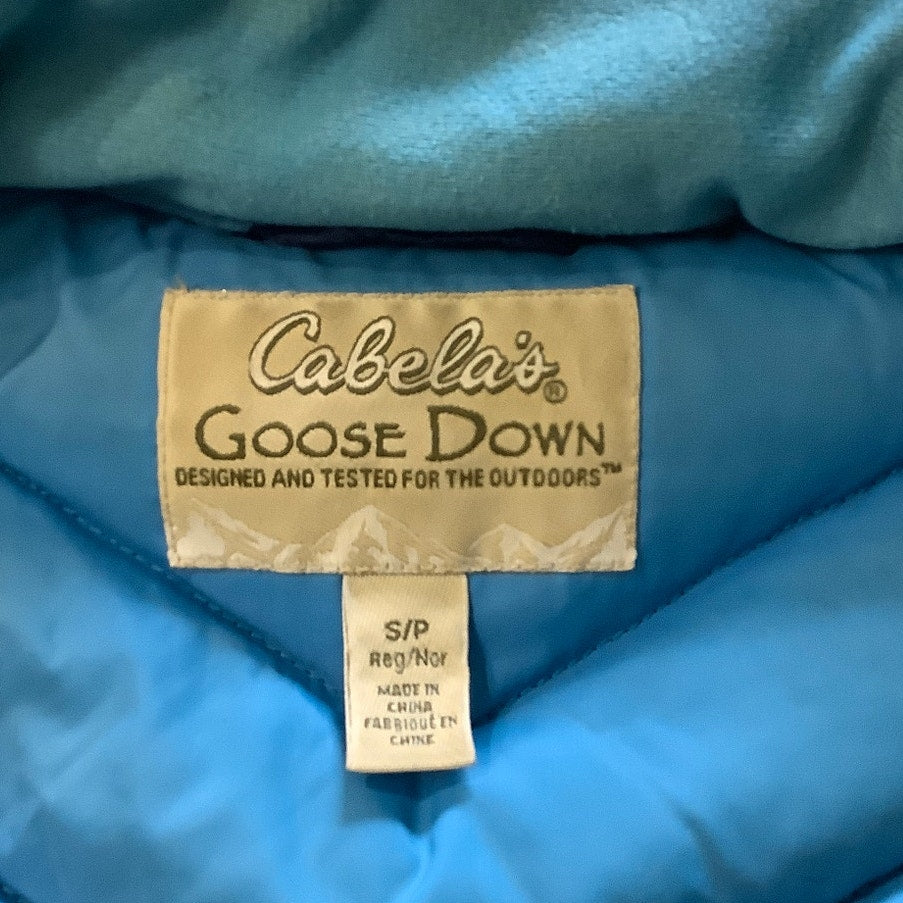 Cabela's®
GOOSE DOWN
DESIGNED AND TESTED FOR THE OUTDOORS™
S/P
Reg/Nor
MADE IN
CHINA
FABRIQUÉ EN
CHINE